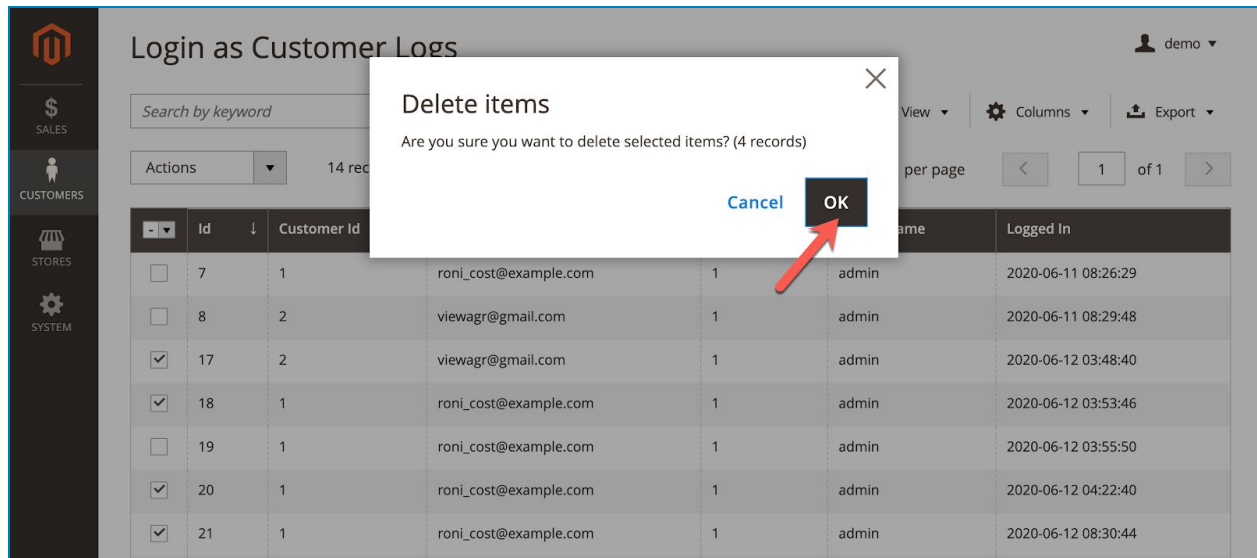 Login as Customer Logs
demo
Search by keyword
View
Columns
Export
Delete items
Are you sure you want to delete selected items? (4 records)
Cancel OK
$
SALES
CUSTOMERS
STORES
SYSTEM
Actions 14 rec per page 1 of 1
Id ↓ Customer Id ame Logged In
7 1 roni_cost@example.com 1 admin 2020-06-11 08:26:29
8 2 viewagr@gmail.com 1 admin 2020-06-11 08:29:48
17 2 viewagr@gmail.com 1 admin 2020-06-12 03:48:40
18 1 roni_cost@example.com 1 admin 2020-06-12 03:53:46
19 1 roni_cost@example.com 1 admin 2020-06-12 03:55:50
20 1 roni_cost@example.com 1 admin 2020-06-12 04:22:40
21 1 roni_cost@example.com 1 admin 2020-06-12 08:30:44